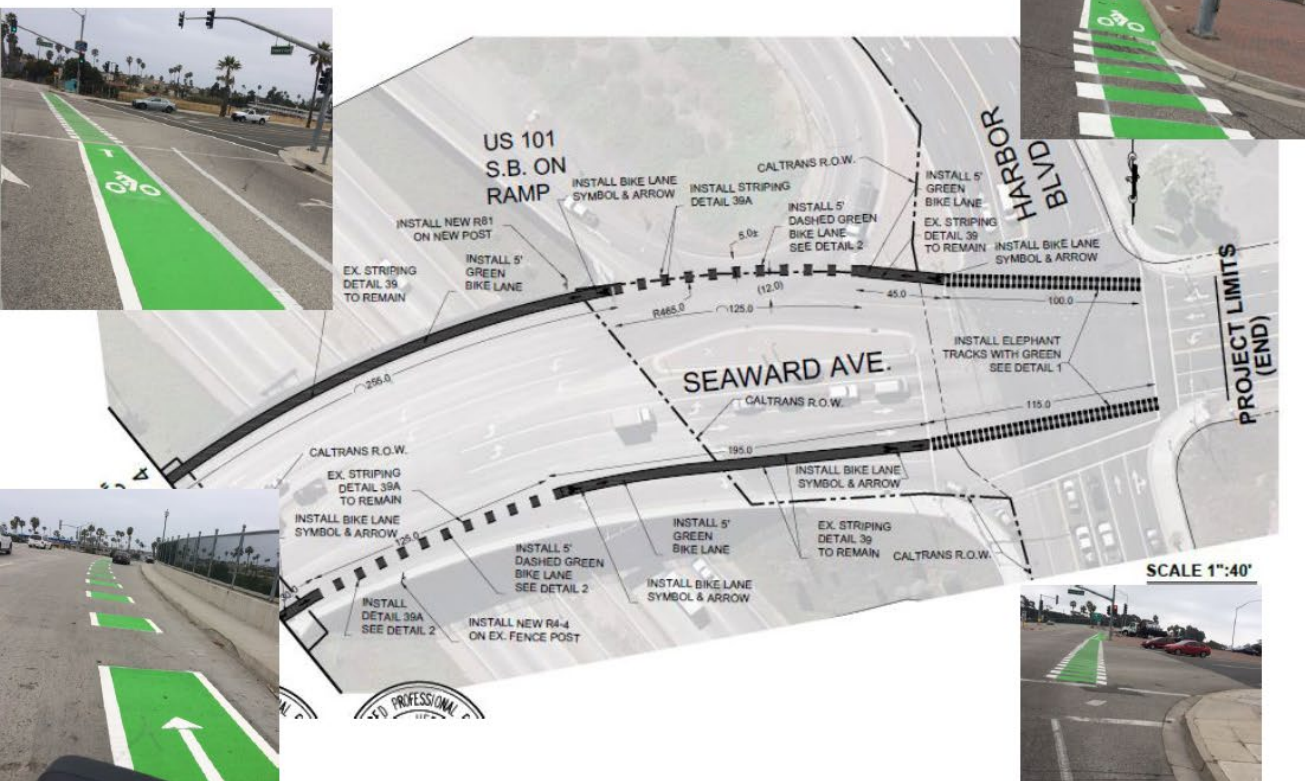 US 101
S.B. ON
RAMP
INSTALL BIKE LANE
SYMBOL & ARROW
INSTALL STRIPING
DETAIL 39A
CALTRANS R.O.W.
HARBOR
BLVD
INSTALL 5'
GREEN
BIKE LANE
INSTALL NEW R81
ON NEW POST
INSTALL 5'
DASHED GREEN
BIKE LANE
SEE DETAIL 2
5.0±
EX. STRIPING
DETAIL 39
TO REMAIN
INSTALL BIKE LANE
SYMBOL & ARROW
EX. STRIPING
DETAIL 39
TO REMAIN
INSTALL 5'
GREEN
BIKE LANE
(12.0)
45.0
100.0
R465.0
125.0
255.0
INSTALL ELEPHANT
TRACKS WITH GREEN
SEE DETAIL 1
PROJECT LIMITS
(END)
SEAWARD AVE.
CALTRANS R.O.W.
115.0
195.0
CALTRANS R.O.W.
EX. STRIPING
DETAIL 39A
TO REMAIN
INSTALL BIKE LANE
SYMBOL & ARROW
INSTALL BIKE LANE
SYMBOL & ARROW
125.0
INSTALL 5'
DASHED GREEN
BIKE LANE
SEE DETAIL 2
INSTALL 5'
GREEN
BIKE LANE
EX. STRIPING
DETAIL 39
TO REMAIN
CALTRANS R.O.W.
INSTALL BIKE LANE
SYMBOL & ARROW
INSTALL
DETAIL 39A
SEE DETAIL 2
INSTALL NEW R4-4
ON EX. FENCE POST
SCALE 1":40'
PROFESSIONAL